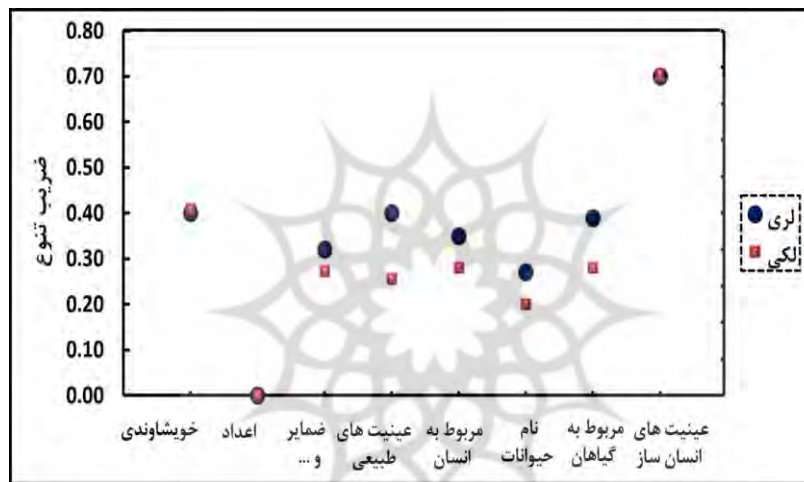 0.80
0.70
0.60
0.50
0.40
0.30
0.20
0.10
0.00
ضریب تنوع
خویشاوندی
اعداد
ضمایر
و ...
عینیت های
طبیعی
مربوط به
انسان
نام
حیوانات
مربوط به
گیاهان
عینیت های
انسان ساز
لری
لکی